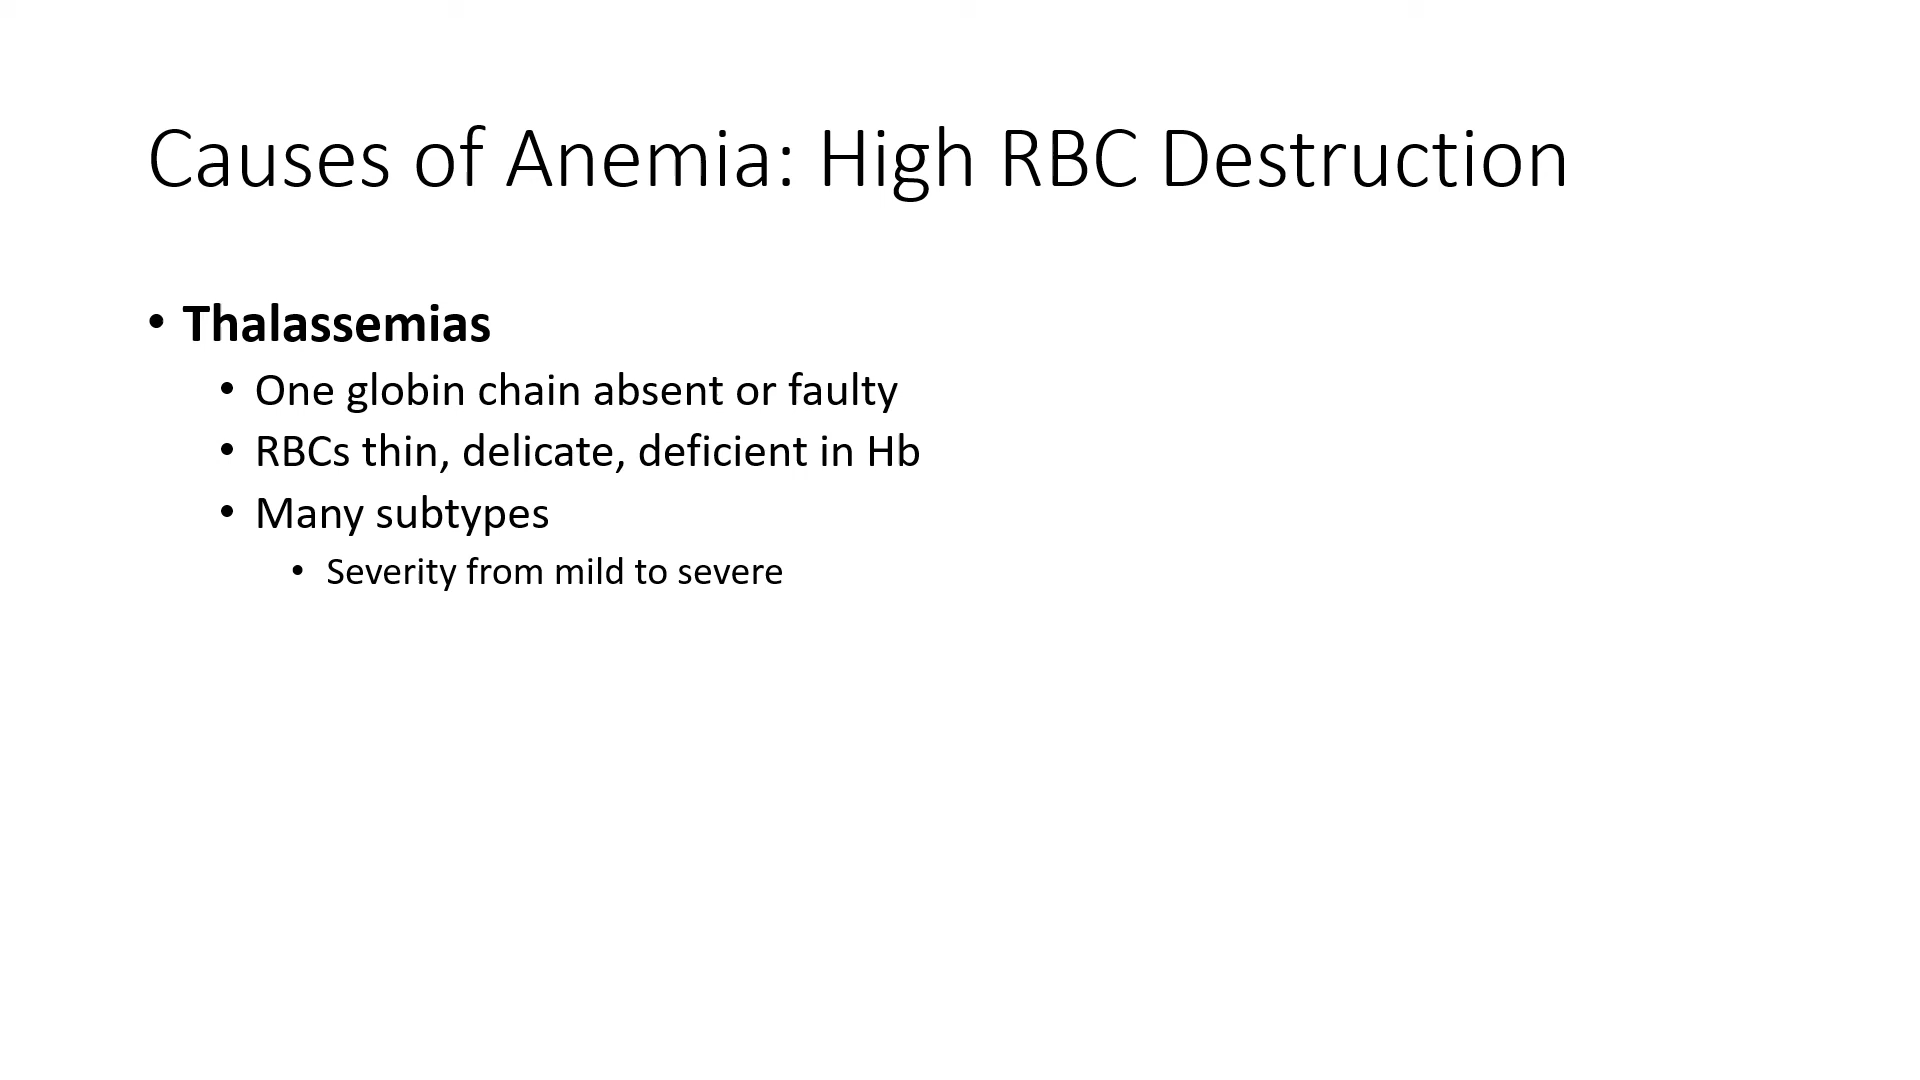 Causes of Anemia: High RBC Destruction
• Thalassemias
• One globin chain absent or faulty
• RBCs thin, delicate, deficient in Hb
• Many subtypes
• Severity from mild to severe